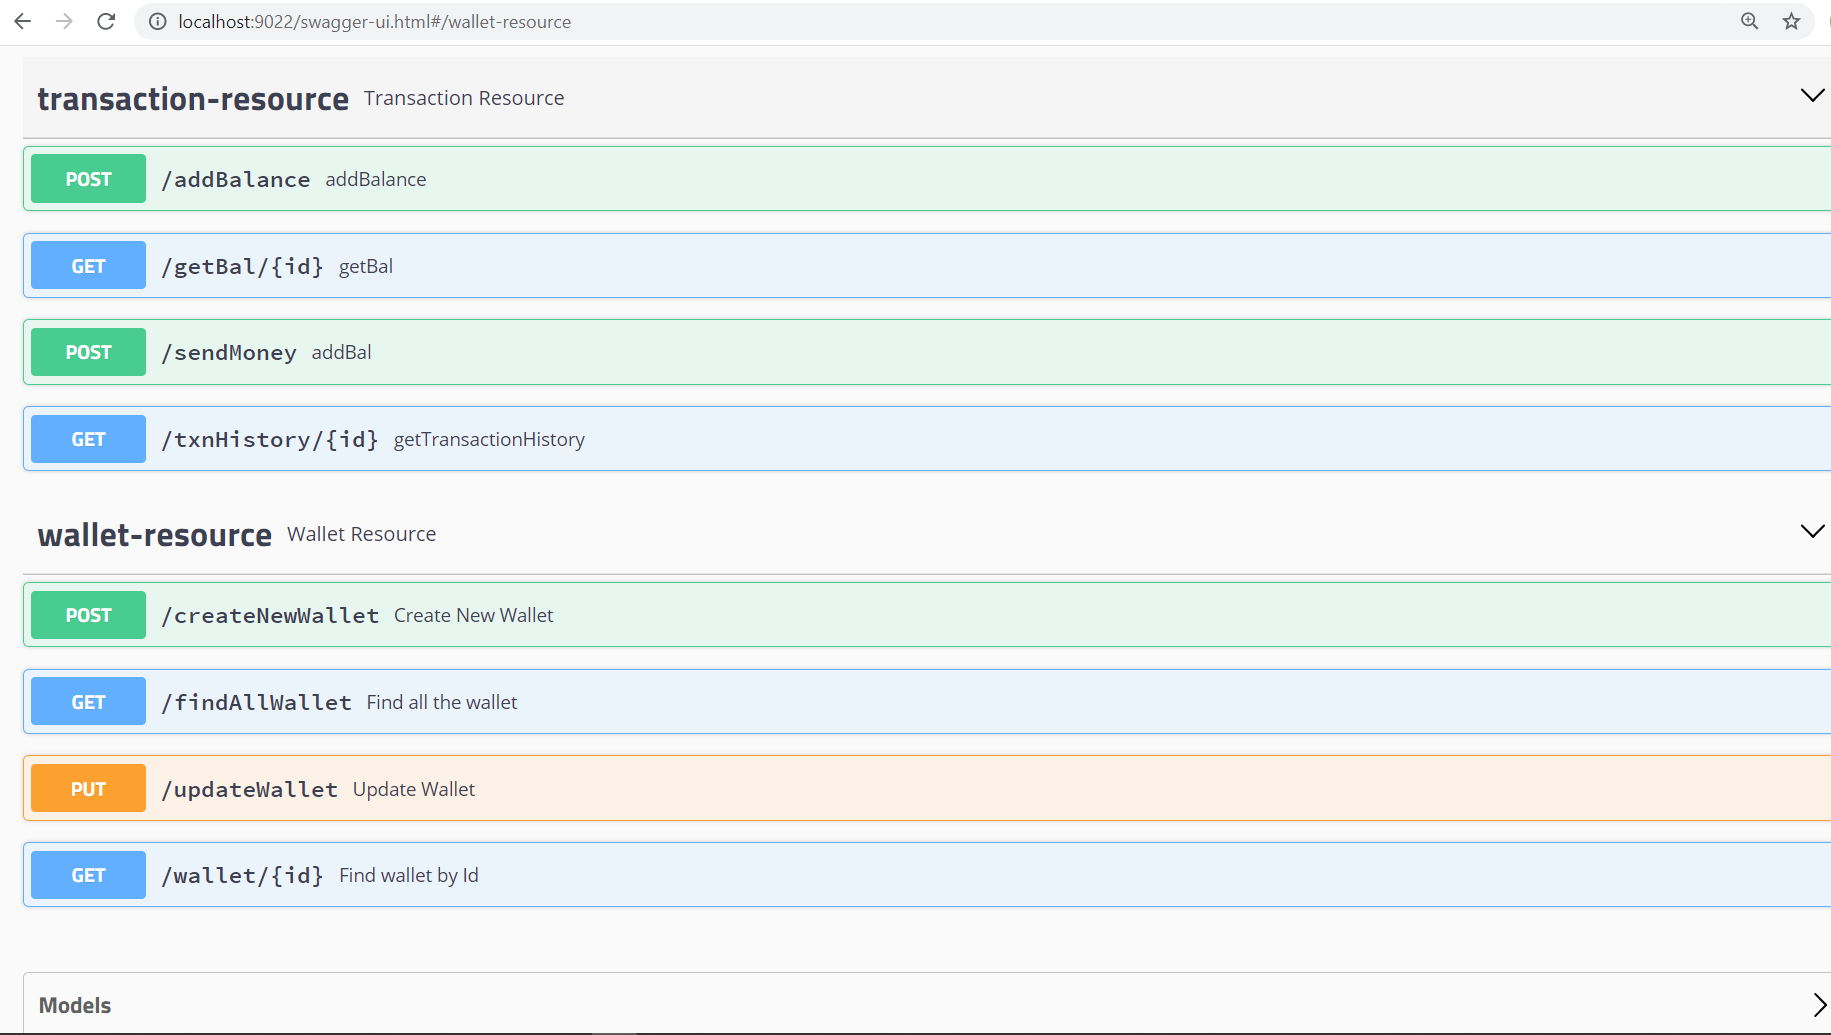 localhost:9022/swagger-ui.html#/wallet-resource
transaction-resource Transaction Resource
POST /addBalance addBalance
GET /getBal/{id} getBal
POST /sendMoney addBal
GET /txnHistory/{id} getTransactionHistory
wallet-resource Wallet Resource
POST /createNewWallet Create New Wallet
GET /findAllWallet Find all the wallet
PUT /updateWallet Update Wallet
GET /wallet/{id} Find wallet by Id
Models